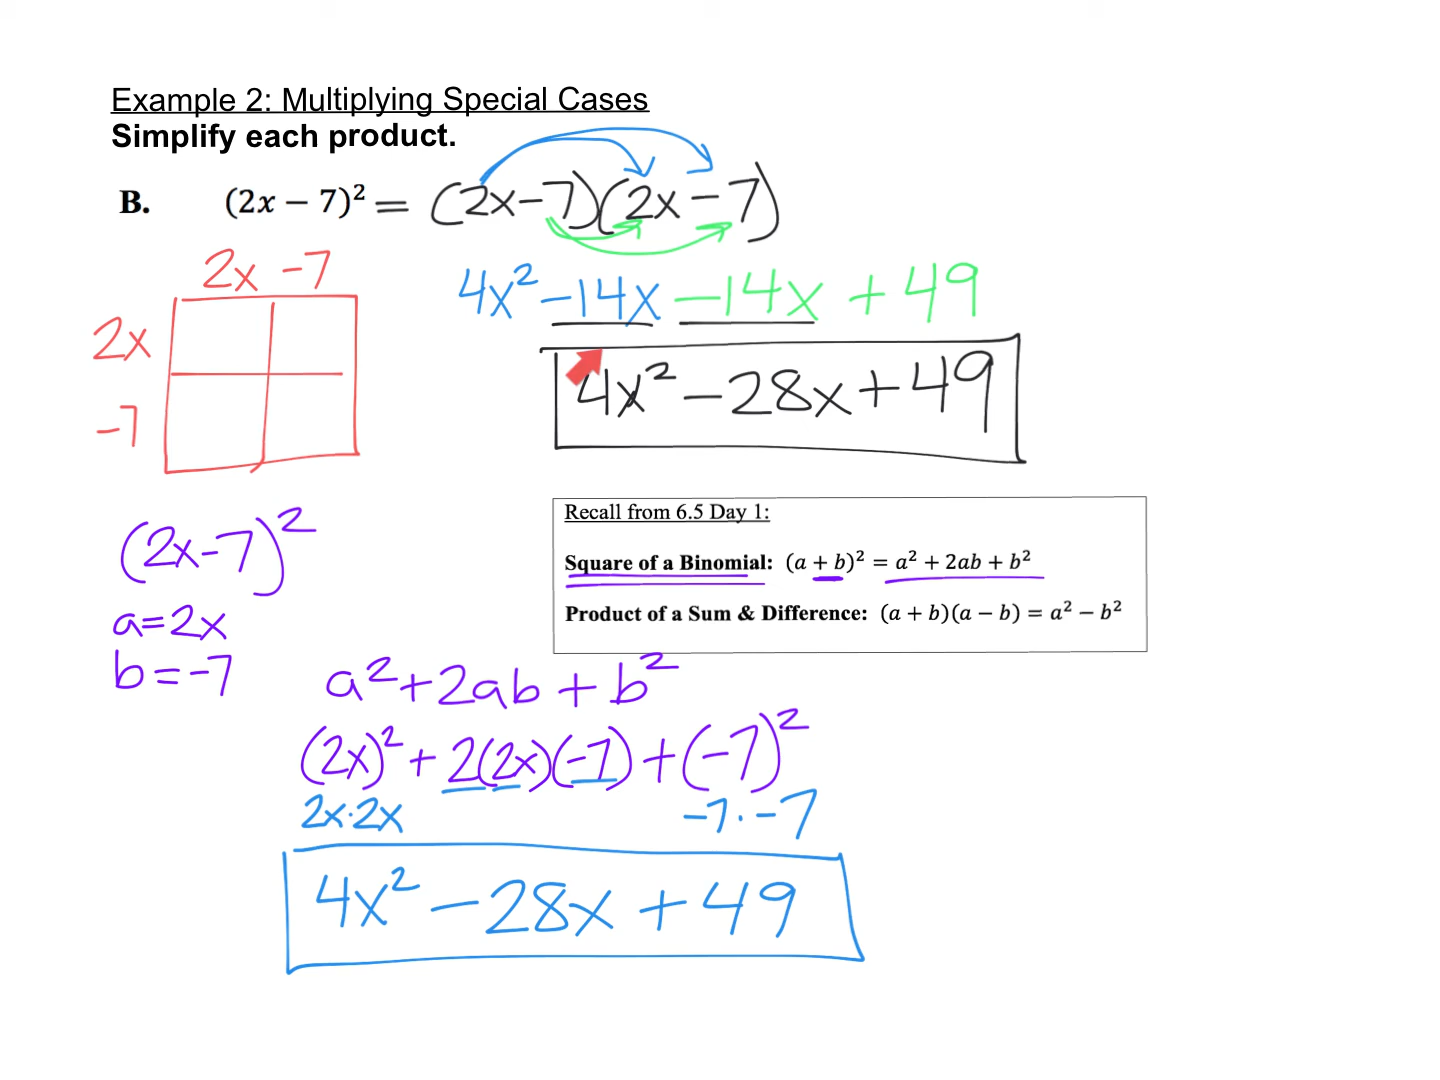 Example 2: Multiplying Special Cases
Simplify each product.
B. (2x − 7)² = (2x-7)(2x-7)
4x² -14x -14x + 49
4x² - 28x + 49
2x -7
2x
-7
Recall from 6.5 Day 1:
Square of a Binomial: (a + b)² = a² + 2ab + b²
Product of a Sum & Difference: (a + b)(a − b) = a² − b²
(2x-7)²
a=2x
b=-7
a²+2ab+b²
(2x)²+2(2x)(-7)+(-7)²
2x·2x -7·-7
4x² - 28x + 49